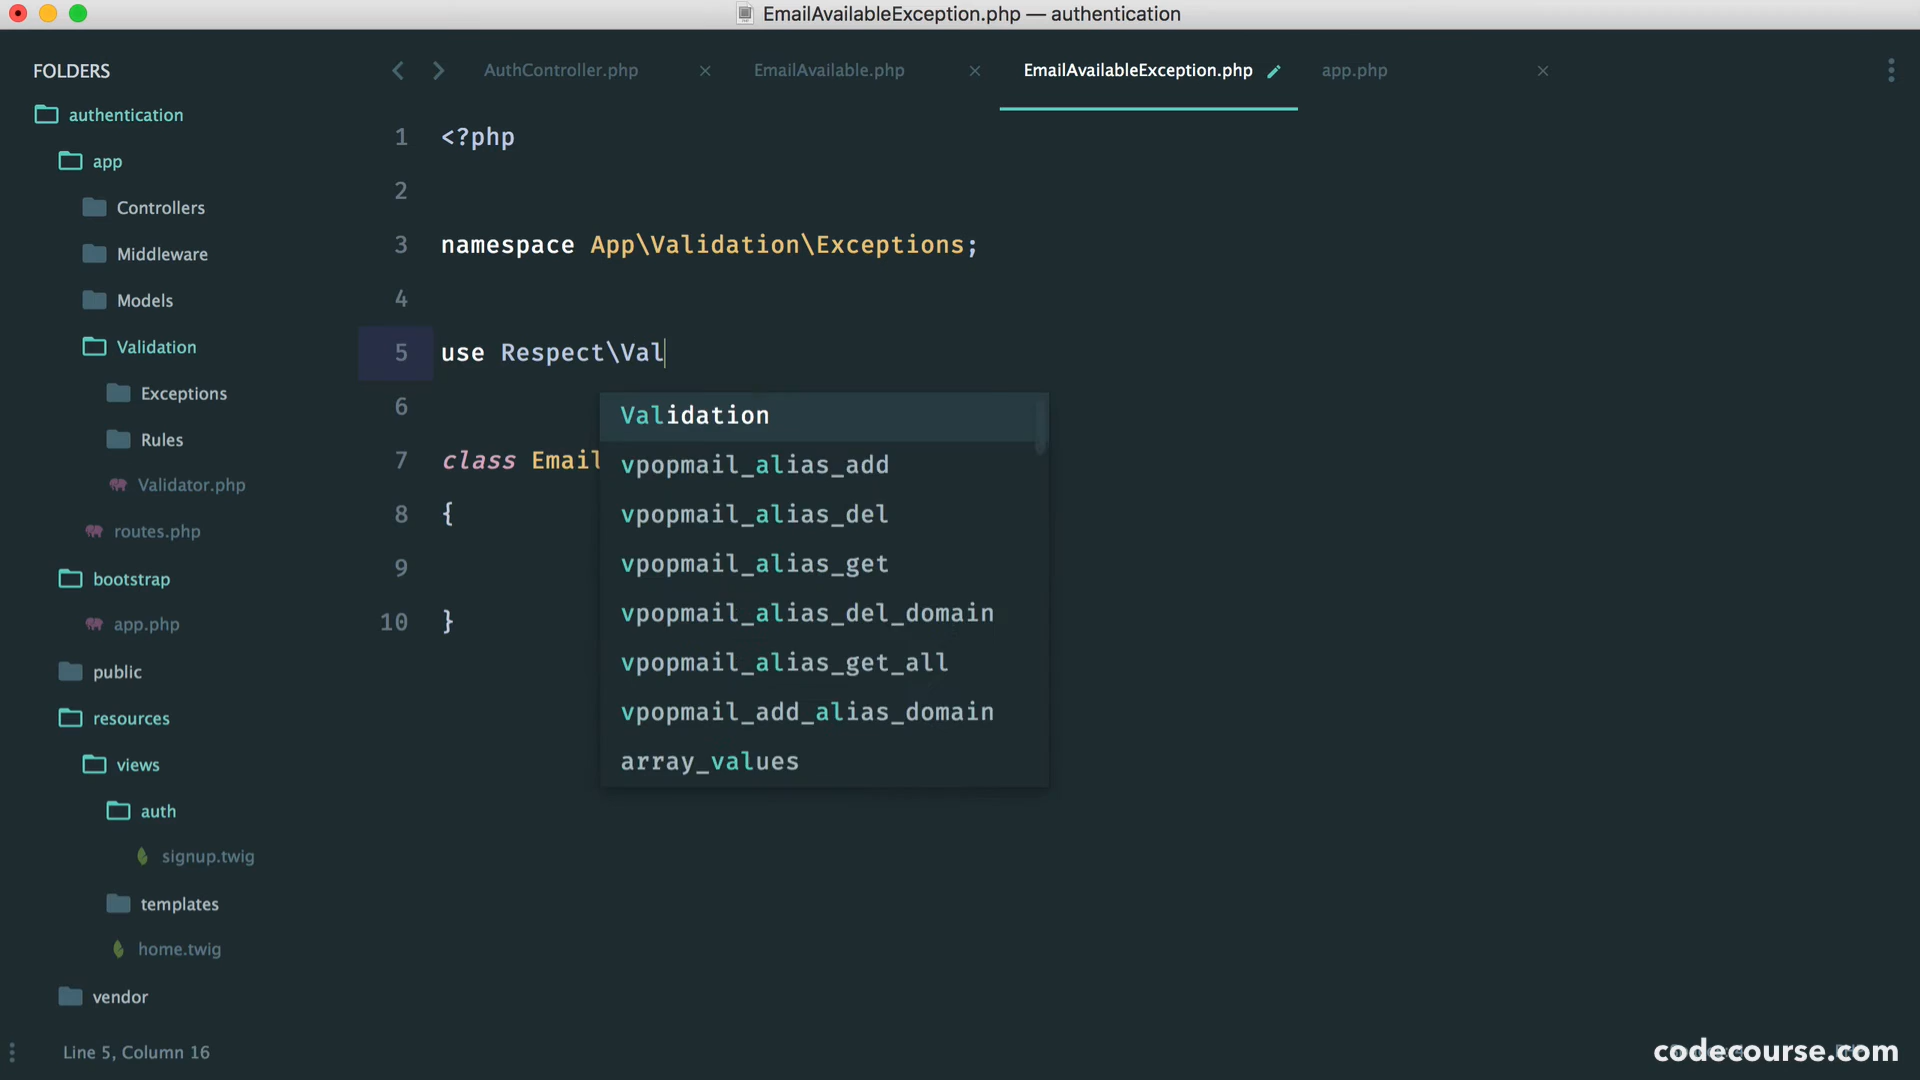 EmailAvailableException.php — authentication
FOLDERS
authentication
app
Controllers
Middleware
Models
Validation
Exceptions
Rules
Validator.php
routes.php
bootstrap
app.php
public
resources
views
auth
signup.twig
templates
home.twig
vendor
AuthController.php
EmailAvailable.php
EmailAvailableException.php
app.php
1 <?php
2
3 namespace App\Validation\Exceptions;
4
5 use Respect\Val
6
7 class Email
8 {
9
10 }
Validation
vpopmail_alias_add
vpopmail_alias_del
vpopmail_alias_get
vpopmail_alias_del_domain
vpopmail_alias_get_all
vpopmail_add_alias_domain
array_values
Line 5, Column 16
codecourse.com